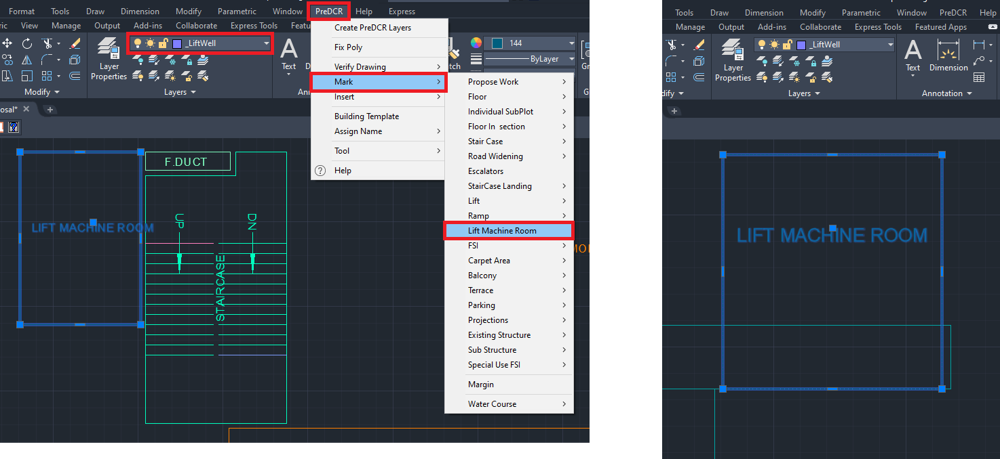 Format Tools Draw Dimension Modify Parametric Window PreDCR Help Express
ric View Manage Output Add-ins Collaborate Express Tools Featu
_LiftWell
144
ByLayer
Layer
Properties
Text
D
tch
Gr
Modify
Layers
Ann
G
osal*
F.DUCT
LIFT MACHINE ROOM
UP
DN
STAIRCASE
MO
Create PreDCR Layers
Fix Poly
Verify Drawing
Mark
Insert
Building Template
Assign Name
Tool
Help
Propose Work
Floor
Individual SubPlot
Floor In section
Stair Case
Road Widening
Escalators
StairCase Landing
Lift
Ramp
Lift Machine Room
FSI
Carpet Area
Balcony
Terrace
Parking
Projections
Existing Structure
Sub Structure
Special Use FSI
Margin
Water Course
Tools Draw Dimension Modify Parametric Window PreDCR Help
Manage Output Add-ins Collaborate Express Tools Featured Apps
_LiftWell
Layer
Properties
Text
Dimension
dify
Layers
Annotation
LIFT MACHINE ROOM